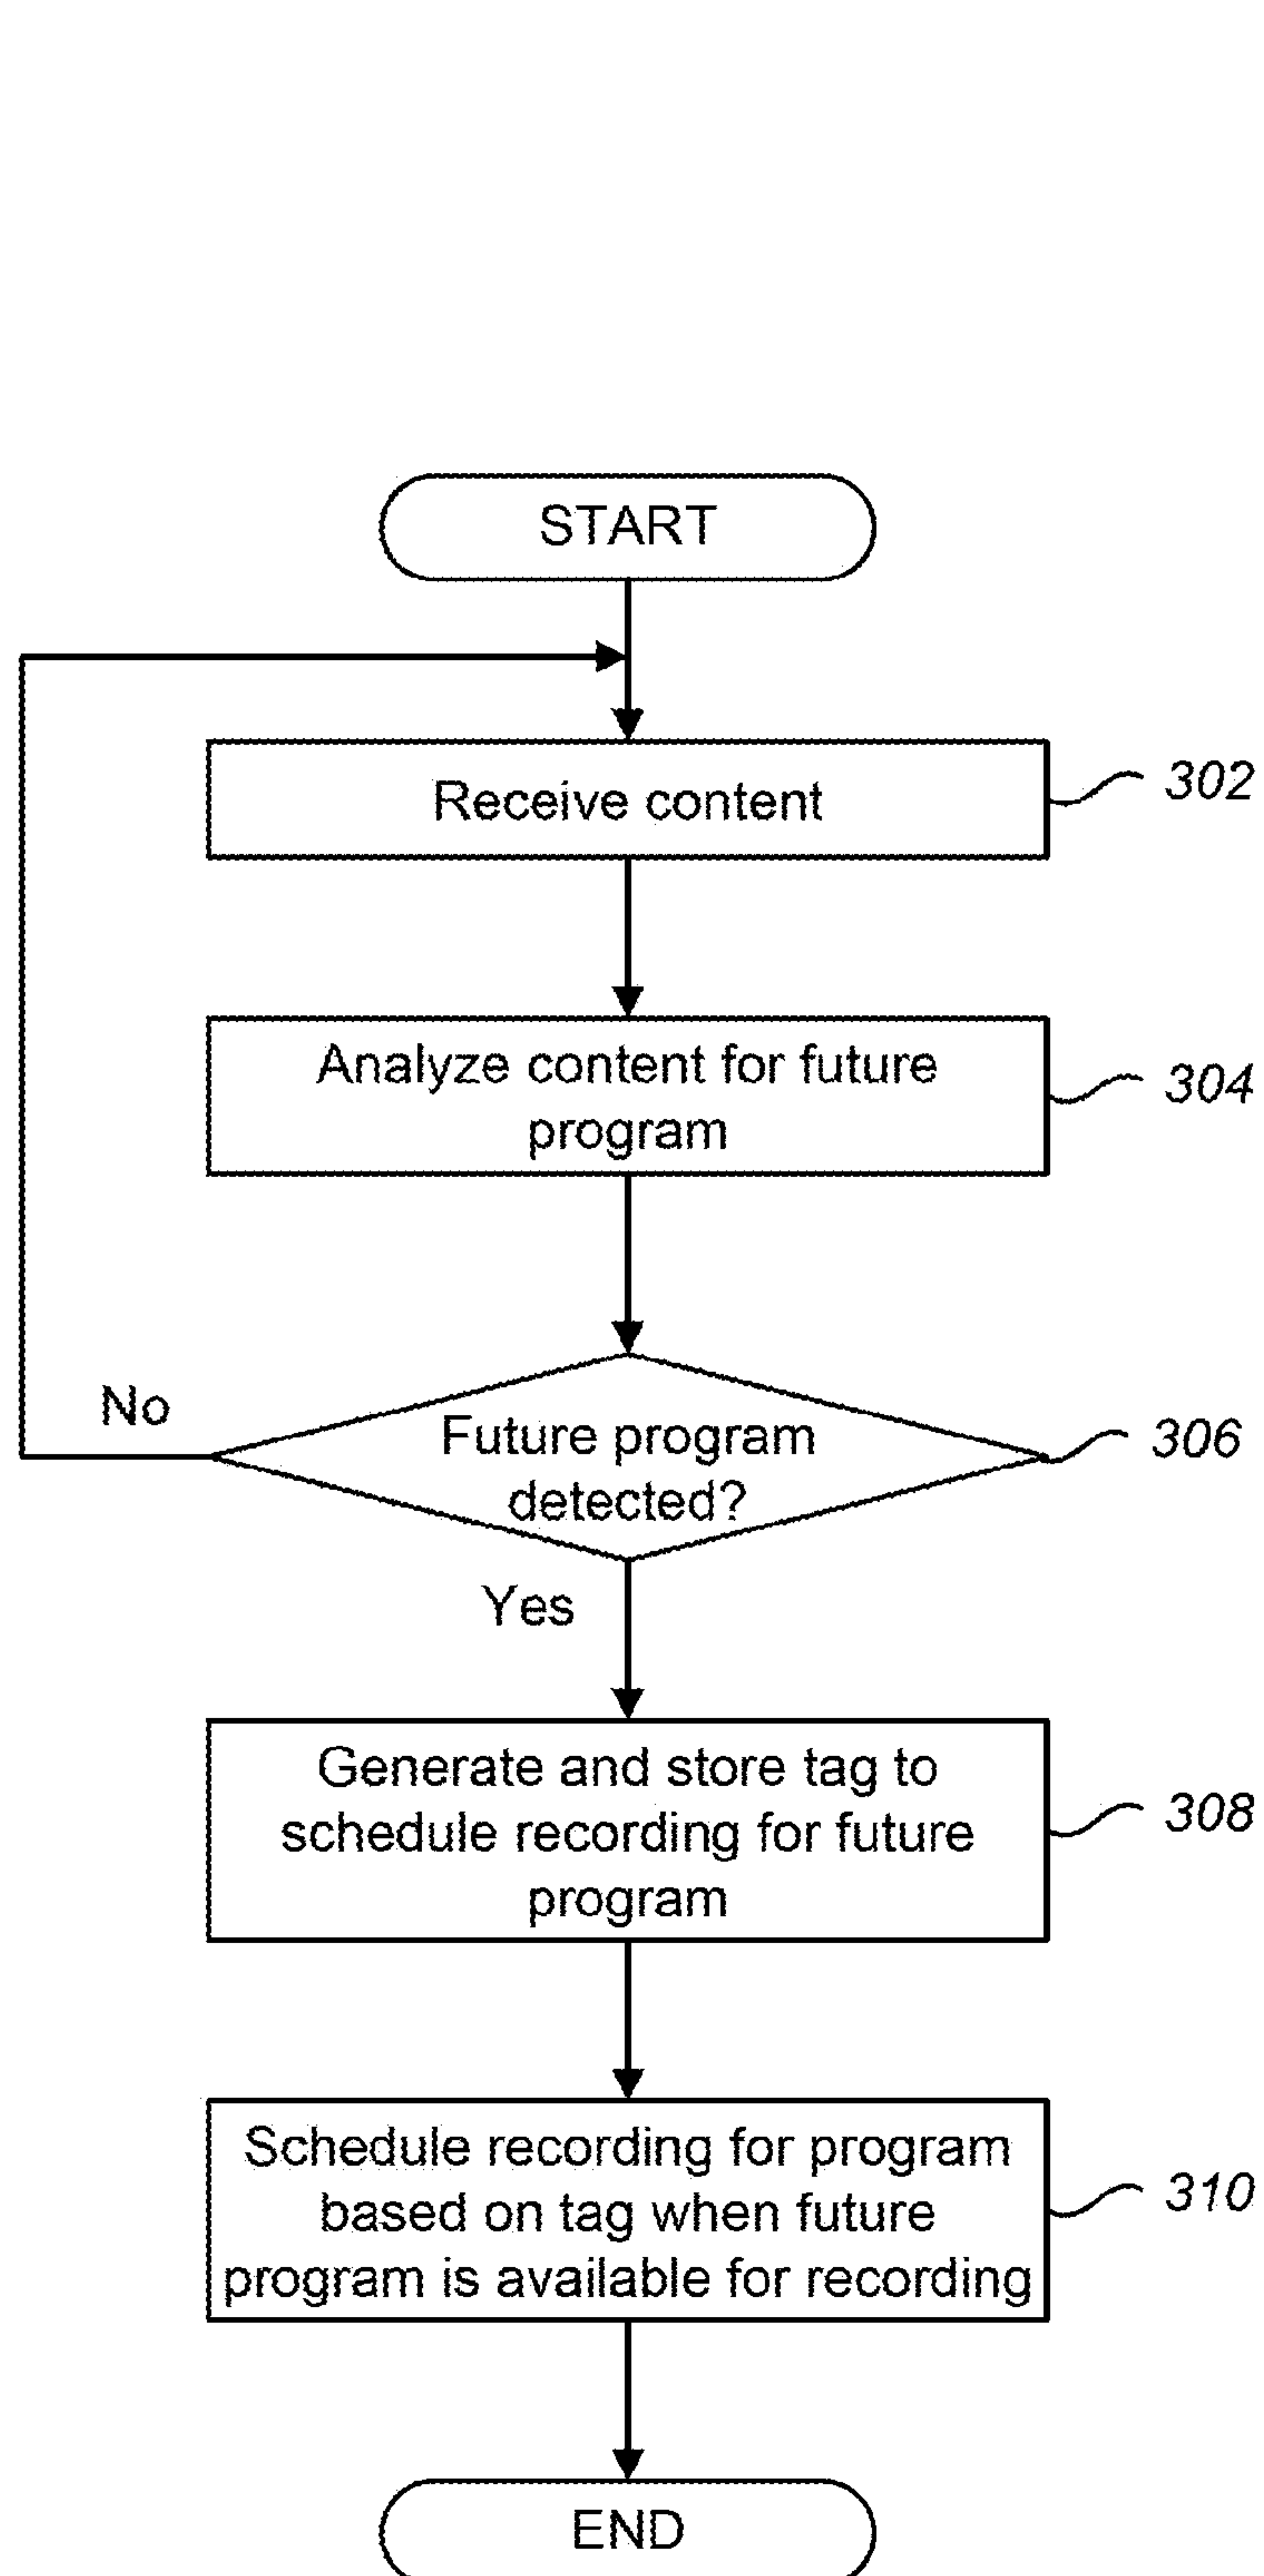 START
Receive content
302
Analyze content for future
program
304
No
Future program
detected?
306
Yes
Generate and store tag to
schedule recording for future
program
308
Schedule recording for program
based on tag when future
program is available for recording
310
END